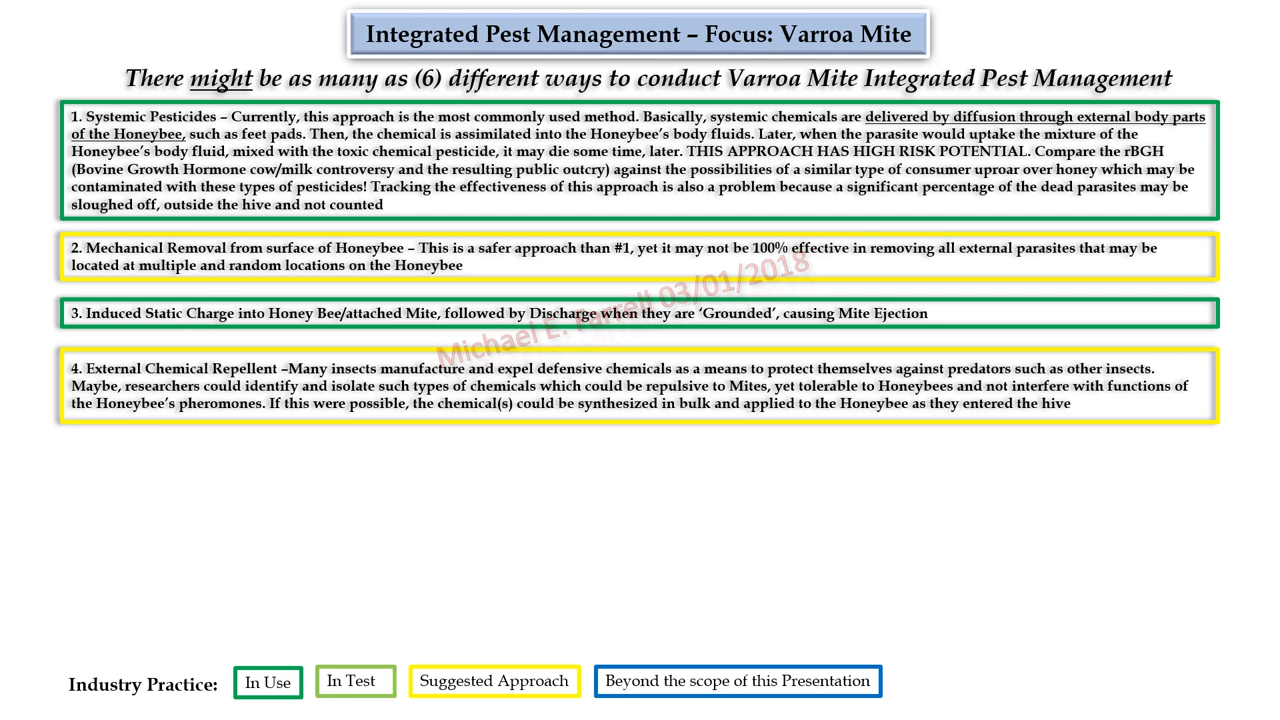 Integrated Pest Management – Focus: Varroa Mite
There might be as many as (6) different ways to conduct Varroa Mite Integrated Pest Management
1. Systemic Pesticides – Currently, this approach is the most commonly used method. Basically, systemic chemicals are delivered by diffusion through external body parts
of the Honeybee, such as feet pads. Then, the chemical is assimilated into the Honeybee’s body fluids. Later, when the parasite would uptake the mixture of the
Honeybee’s body fluid, mixed with the toxic chemical pesticide, it may die some time, later. THIS APPROACH HAS HIGH RISK POTENTIAL. Compare the rBGH
(Bovine Growth Hormone cow/milk controversy and the resulting public outcry) against the possibilities of a similar type of consumer uproar over honey which may be
contaminated with these types of pesticides! Tracking the effectiveness of this approach is also a problem because a significant percentage of the dead parasites may be
sloughed off, outside the hive and not counted
2. Mechanical Removal from surface of Honeybee – This is a safer approach than #1, yet it may not be 100% effective in removing all external parasites that may be
located at multiple and random locations on the Honeybee
Michael E. Farrell 03/01/2018
3. Induced Static Charge into Honey Bee/attached Mite, followed by Discharge when they are ‘Grounded’, causing Mite Ejection
4. External Chemical Repellent –Many insects manufacture and expel defensive chemicals as a means to protect themselves against predators such as other insects.
Maybe, researchers could identify and isolate such types of chemicals which could be repulsive to Mites, yet tolerable to Honeybees and not interfere with functions of
the Honeybee’s pheromones. If this were possible, the chemical(s) could be synthesized in bulk and applied to the Honeybee as they entered the hive
Industry Practice: In Use In Test Suggested Approach Beyond the scope of this Presentation